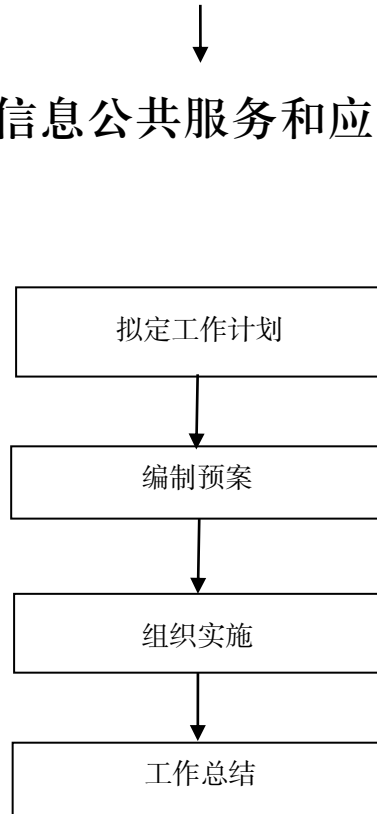 信息公共服务和应
拟定工作计划
编制预案
组织实施
工作总结